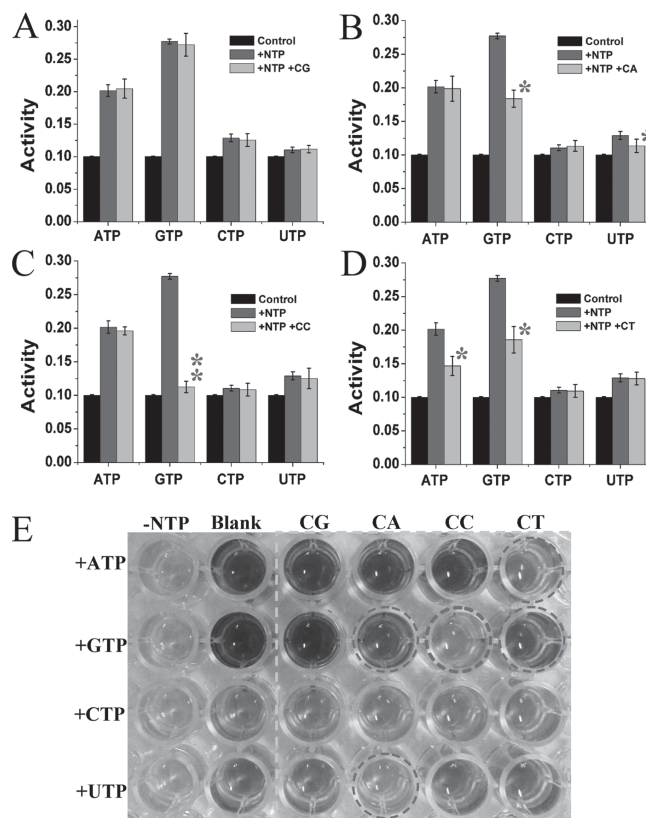 A
Activity
0.30
0.25
0.20
0.15
0.10
0.05
0.00
Control
+NTP
+NTP +CG
ATP GTP CTP UTP
B
Activity
0.30
0.25
0.20
0.15
0.10
0.05
0.00
Control
+NTP
+NTP +CA
*
*
ATP GTP CTP UTP
C
Activity
0.30
0.25
0.20
0.15
0.10
0.05
0.00
Control
+NTP
+NTP +CC
*
*
ATP GTP CTP UTP
D
Activity
0.30
0.25
0.20
0.15
0.10
0.05
0.00
Control
+NTP
+NTP +CT
*
*
ATP GTP CTP UTP
E
-NTP Blank CG CA CC CT
+ATP
+GTP
+CTP
+UTP